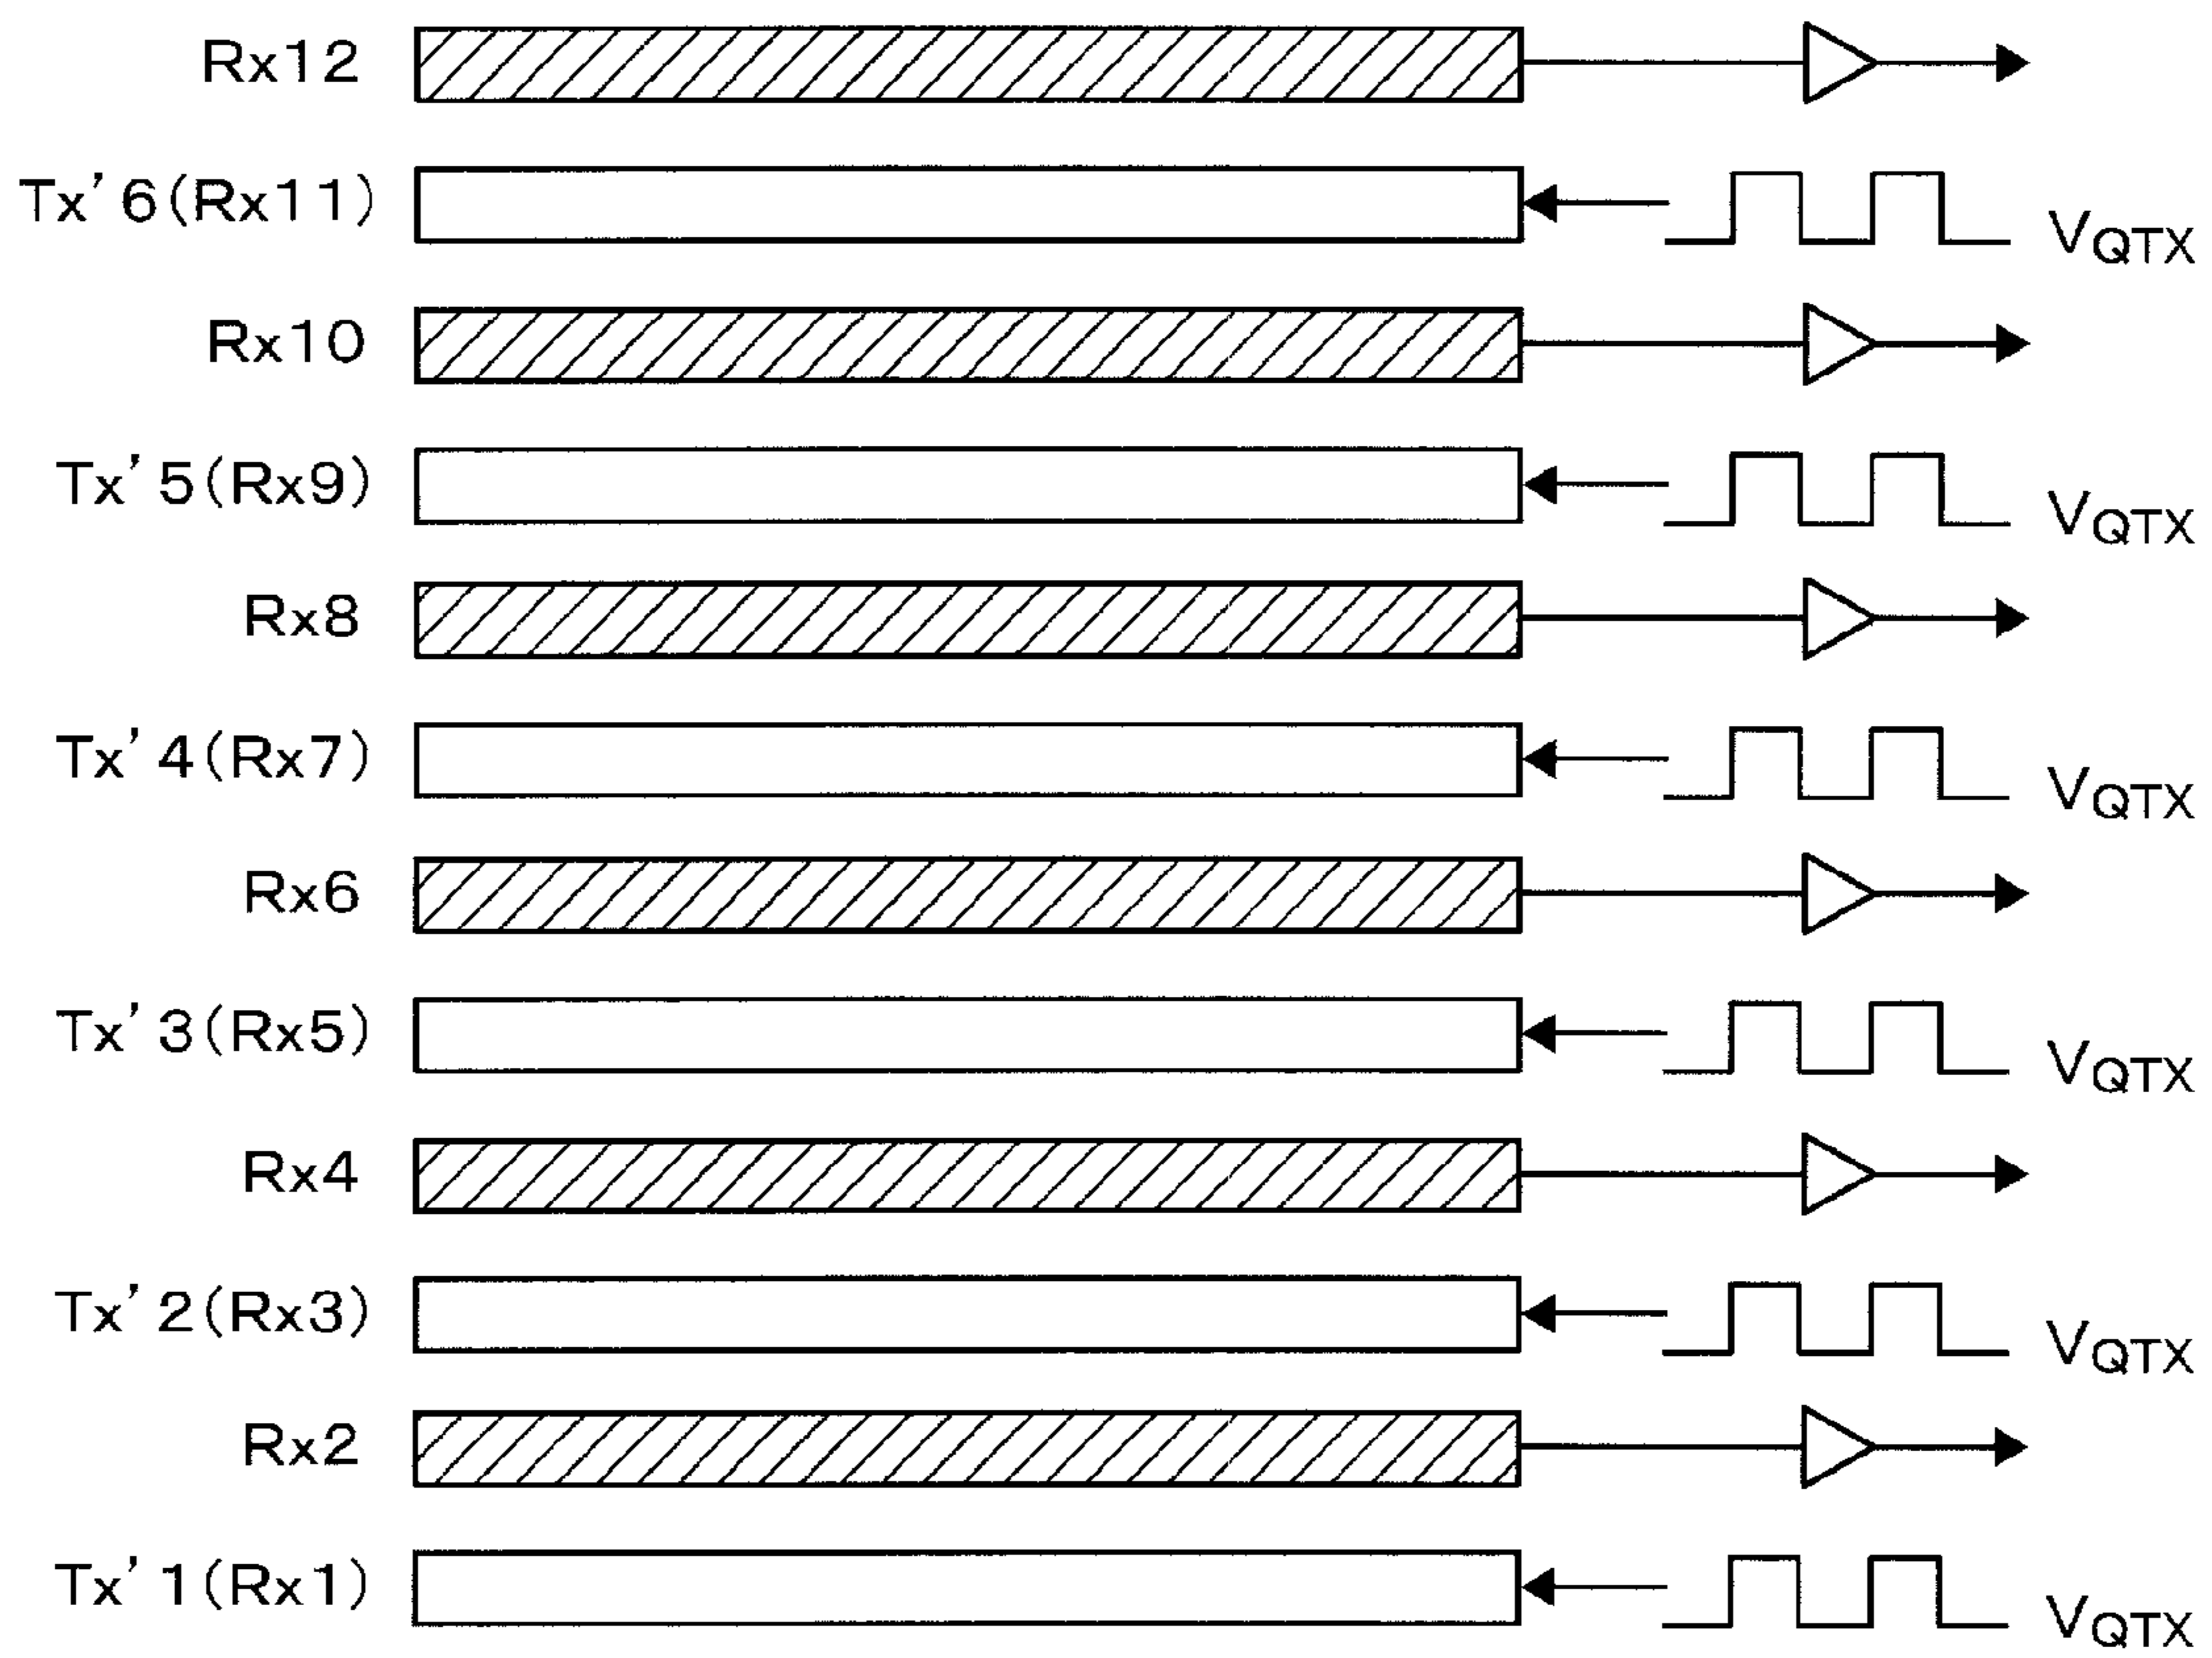 Rx12
Tx'6(Rx11) VQTX
Rx10
Tx'5(Rx9) VQTX
Rx8
Tx'4(Rx7) VQTX
Rx6
Tx'3(Rx5) VQTX
Rx4
Tx'2(Rx3) VQTX
Rx2
Tx'1(Rx1) VQTX